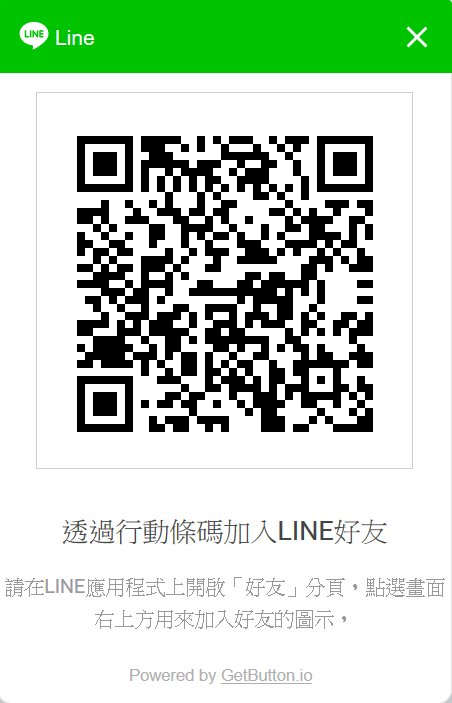 LINE
Line
透過行動條碼加入LINE好友
請在LINE應用程式上開啟「好友」分頁，點選畫面
右上方用來加入好友的圖示，
Powered by GetButton.io